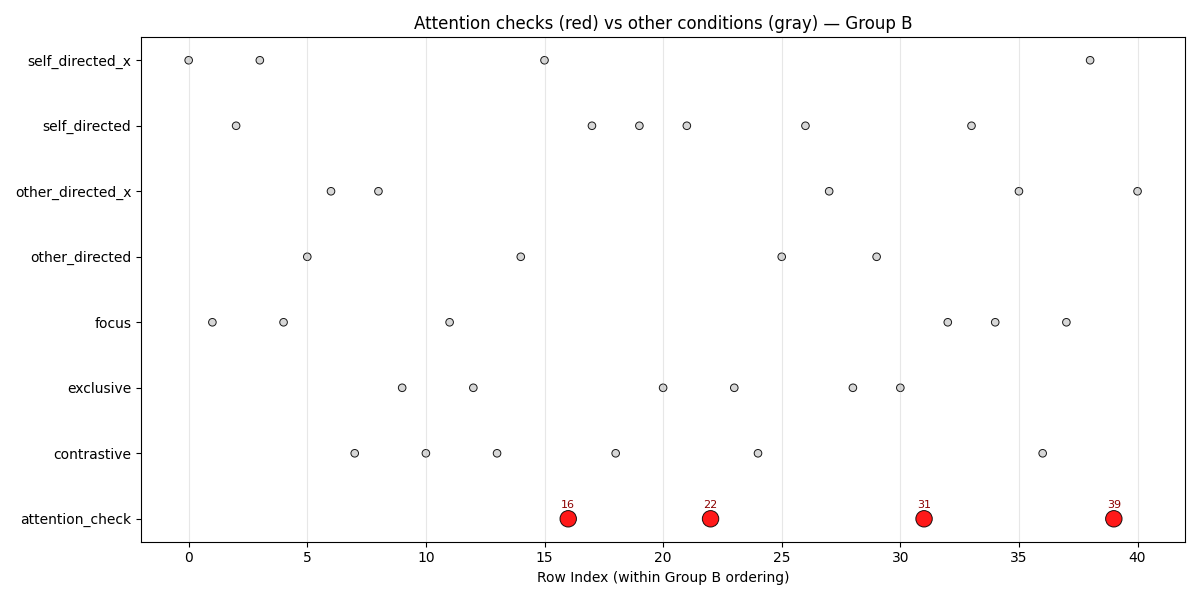 Attention checks (red) vs other conditions (gray) — Group B
self_directed_x
self_directed
other_directed_x
other_directed
focus
exclusive
contrastive
16 22 31 39
attention_check
0 5 10 15 20 25 30 35 40
Row Index (within Group B ordering)